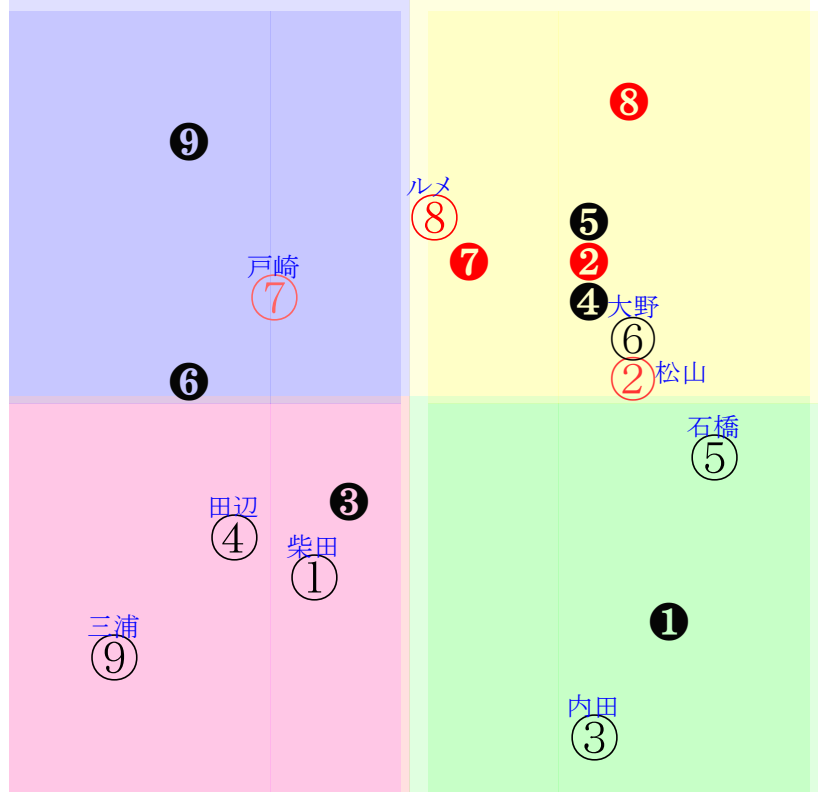 ❽
❾
ルメ
⑧
❺
❼
❷
戸崎
⑦
❹
大野
⑥
②
松山
❻
石橋
⑤
❸
田辺
④
柴田
①
❶
三浦
⑨
内田
③